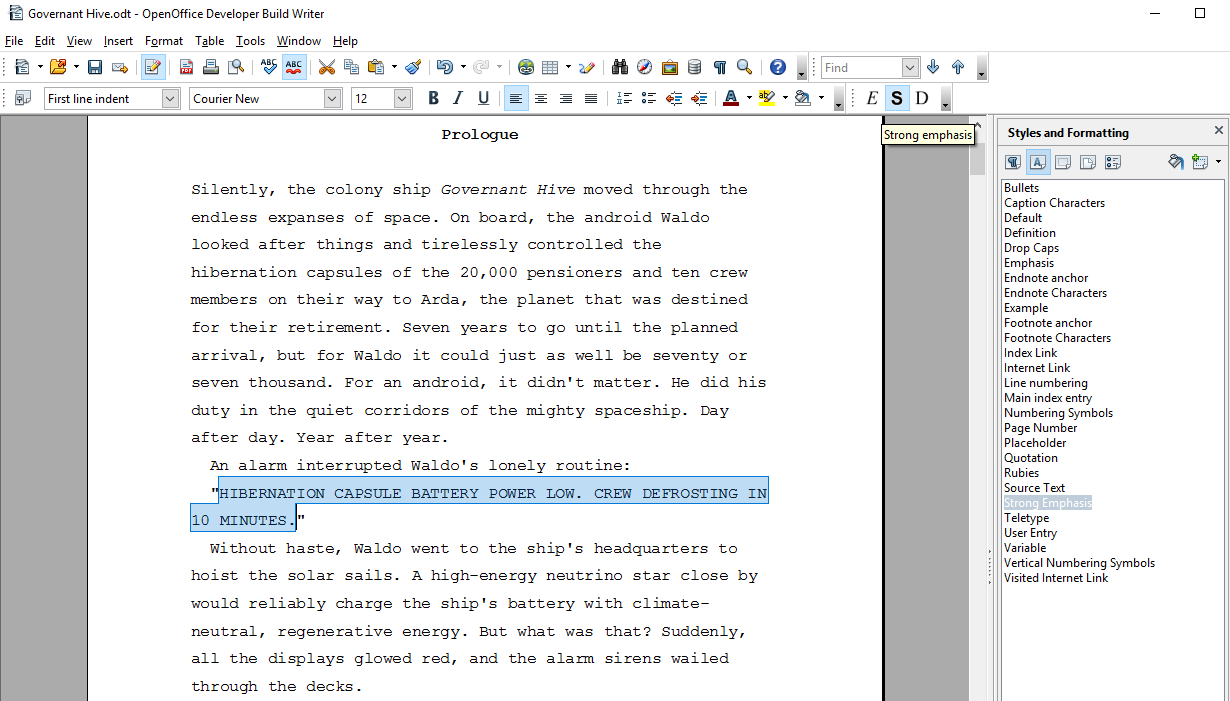 Governant Hive.odt - OpenOffice Developer Build Writer
File Edit View Insert Format Table Tools Window Help
PDF ABC ABC Find
First line indent Courier New 12 B I U A ab E S D
Strong emphasis
Prologue
Silently, the colony ship Governant Hive moved through the
endless expanses of space. On board, the android Waldo
looked after things and tirelessly controlled the
hibernation capsules of the 20,000 pensioners and ten crew
members on their way to Arda, the planet that was destined
for their retirement. Seven years to go until the planned
arrival, but for Waldo it could just as well be seventy or
seven thousand. For an android, it didn't matter. He did his
duty in the quiet corridors of the mighty spaceship. Day
after day. Year after year.
An alarm interrupted Waldo's lonely routine:
"HIBERNATION CAPSULE BATTERY POWER LOW. CREW DEFROSTING IN
10 MINUTES."
Without haste, Waldo went to the ship's headquarters to
hoist the solar sails. A high-energy neutrino star close by
would reliably charge the ship's battery with climate-
neutral, regenerative energy. But what was that? Suddenly,
all the displays glowed red, and the alarm sirens wailed
through the decks.
Styles and Formatting
Bullets
Caption Characters
Default
Definition
Drop Caps
Emphasis
Endnote anchor
Endnote Characters
Example
Footnote anchor
Footnote Characters
Index Link
Internet Link
Line numbering
Main index entry
Numbering Symbols
Page Number
Placeholder
Quotation
Rubies
Source Text
Strong Emphasis
Teletype
User Entry
Variable
Vertical Numbering Symbols
Visited Internet Link